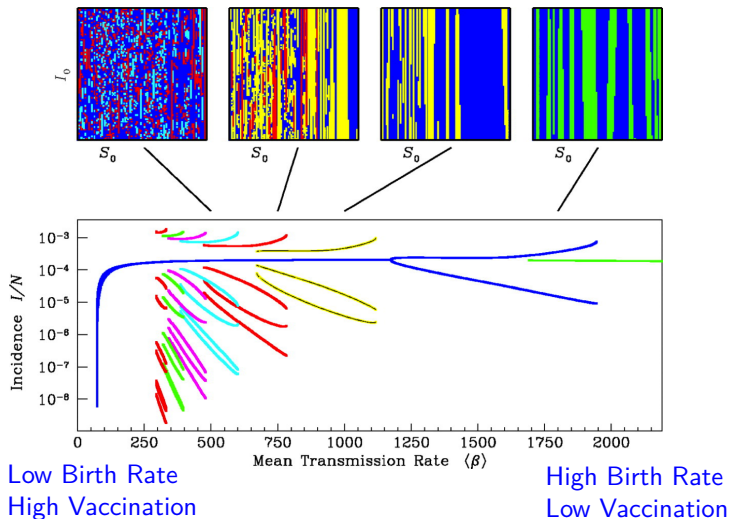 I₀
S₀ S₀ S₀ S₀
10⁻³
10⁻⁴
10⁻⁵
10⁻⁶
10⁻⁷
10⁻⁸
Incidence I/N
0 250 500 750 1000 1250 1500 1750 2000
Mean Transmission Rate ⟨β⟩
Low Birth Rate
High Vaccination
High Birth Rate
Low Vaccination